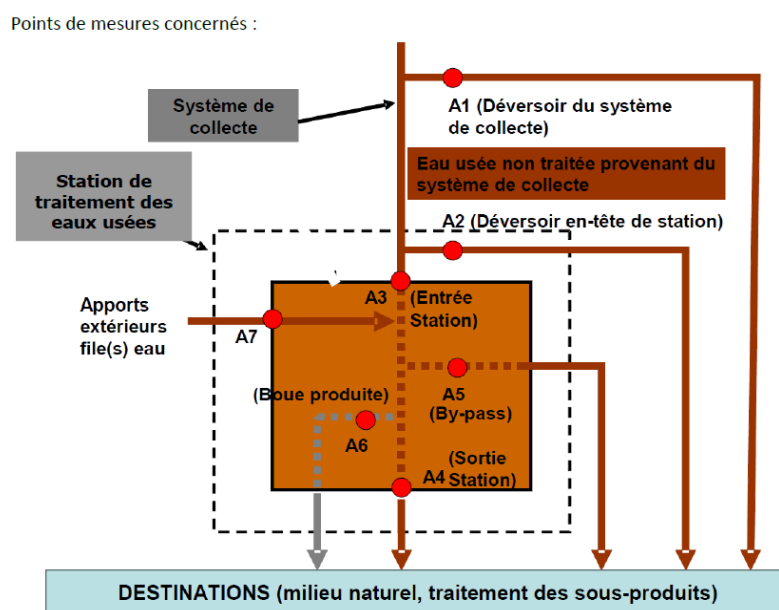 Points de mesures concernés :
Système de
collecte
A1 (Déversoir du système
de collecte)
Eau usée non traitée provenant du
système de collecte
Station de
traitement des
eaux usées
A2 (Déversoir en-tête de station)
A3
(Entrée
Station)
Apports
extérieurs
file(s) eau
A7
(Boue produite)
A6
A5
(By-pass)
(Sortie
Station)
A4
DESTINATIONS (milieu naturel, traitement des sous-produits)